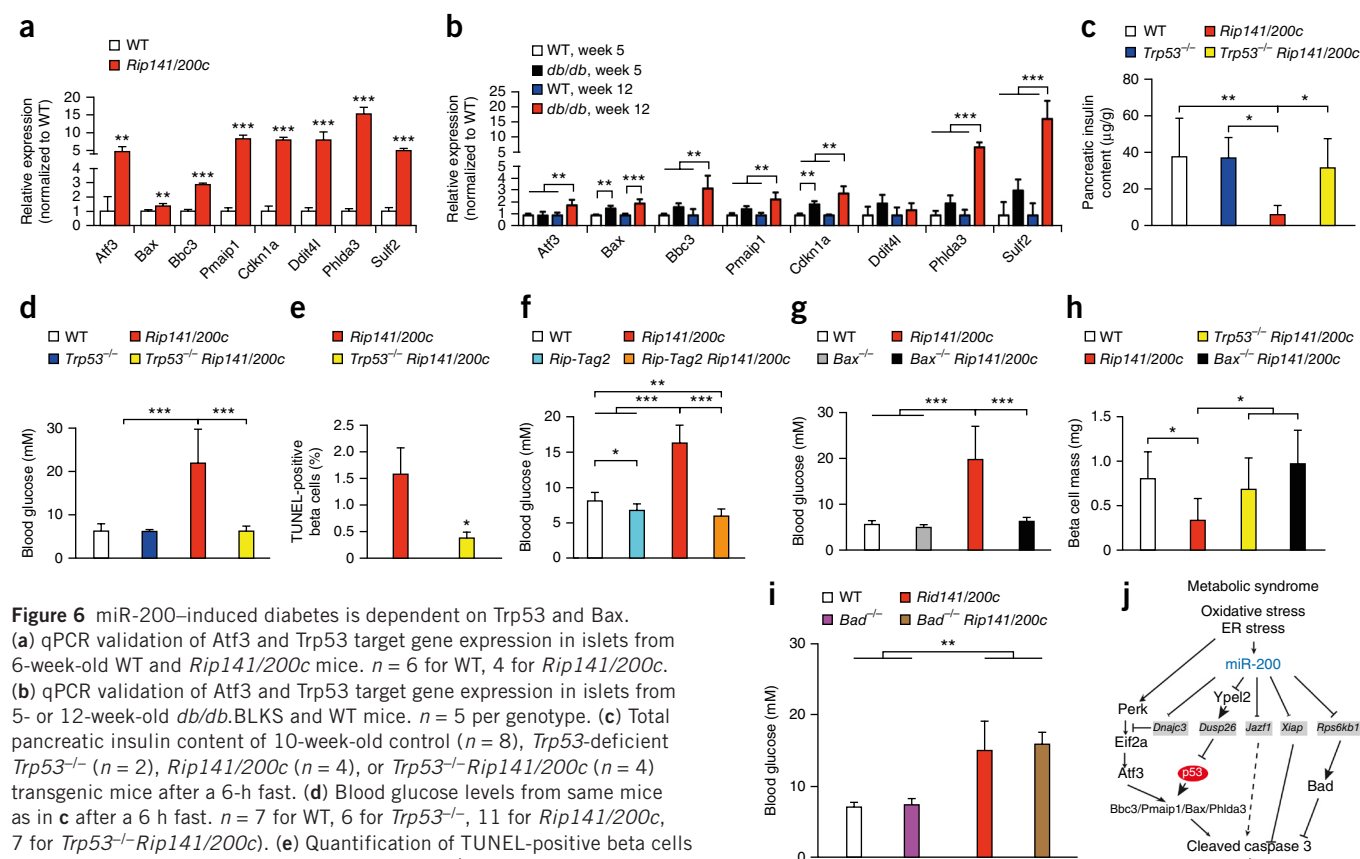 a
WT
Rip141/200c
Relative expression
(normalized to WT)
20
15
10
5
4
3
2
1
0
**
**
***
***
***
***
***
***
Atf3
Bax
Bbc3
Pmaip1
Cdkn1a
Ddit4l
Phlda3
Sulf2
b
WT, week 5
db/db, week 5
WT, week 12
db/db, week 12
Relative expression
(normalized to WT)
25
20
15
10
5
4
3
2
1
0
**
**
***
**
**
**
**
***
***
Atf3
Bax
Bbc3
Pmaip1
Cdkn1a
Ddit4l
Phlda3
Sulf2
c
WT
Rip141/200c
Trp53–/–
Trp53–/– Rip141/200c
Pancreatic insulin
content (µg/g)
80
60
40
20
0
**
*
*
d
WT
Rip141/200c
Trp53–/–
Trp53–/– Rip141/200c
Blood glucose (mM)
30
20
10
0
***
***
e
Rip141/200c
Trp53–/– Rip141/200c
TUNEL-positive
beta cells (%)
2.5
2.0
1.5
1.0
0.5
0
*
f
WT
Rip141/200c
Rip-Tag2
Rip-Tag2 Rip141/200c
Blood glucose (mM)
20
15
10
5
0
**
***
***
*
g
WT
Rip141/200c
Bax–/–
Bax–/– Rip141/200c
Blood glucose (mM)
30
20
10
0
***
***
h
WT
Trp53–/– Rip141/200c
Rip141/200c
Bax–/– Rip141/200c
Beta cell mass (mg)
1.5
1.0
0.5
0
*
*
Figure 6 miR-200–induced diabetes is dependent on Trp53 and Bax.
(a) qPCR validation of Atf3 and Trp53 target gene expression in islets from
6-week-old WT and Rip141/200c mice. n = 6 for WT, 4 for Rip141/200c.
(b) qPCR validation of Atf3 and Trp53 target gene expression in islets from
5- or 12-week-old db/db.BLKS and WT mice. n = 5 per genotype. (c) Total
pancreatic insulin content of 10-week-old control (n = 8), Trp53-deficient
Trp53–/– (n = 2), Rip141/200c (n = 4), or Trp53–/–Rip141/200c (n = 4)
transgenic mice after a 6-h fast. (d) Blood glucose levels from same mice
as in c after a 6 h fast. n = 7 for WT, 6 for Trp53–/–, 11 for Rip141/200c,
7 for Trp53–/–Rip141/200c). (e) Quantification of TUNEL-positive beta cells
i
WT
Rid141/200c
Bad–/–
Bad–/– Rip141/200c
Blood glucose (mM)
30
20
10
0
**
j
Metabolic syndrome
Oxidative stress
ER stress
miR-200
Ypel2
Perk
Dnajc3
Dusp26
Jazf1
Xiap
Rps6kb1
Eif2a
Atf3
p53
Bad
Bbc3/Pmaip1/Bax/Phlda3
Cleaved caspase 3